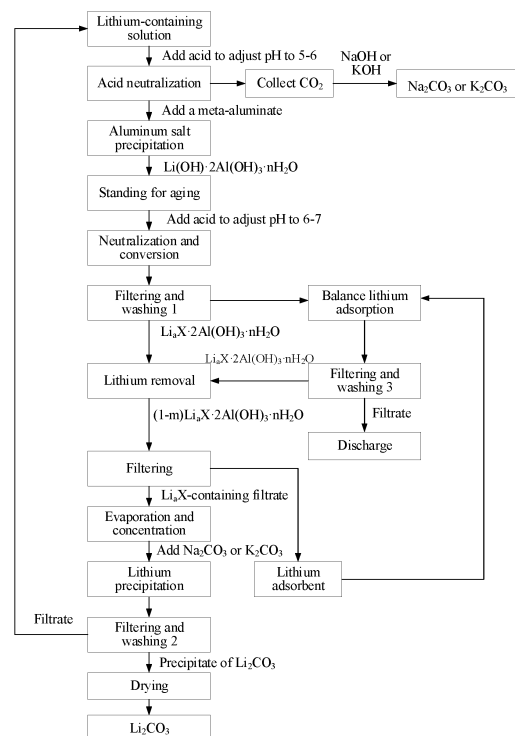 Lithium-containing
solution
Add acid to adjust pH to 5-6
NaOH or
KOH
Acid neutralization
Collect CO₂
Na₂CO₃ or K₂CO₃
Add a meta-aluminate
Aluminum salt
precipitation
Li(OH)·2Al(OH)₃·nH₂O
Standing for aging
Add acid to adjust pH to 6-7
Neutralization and
conversion
Filtering and
washing 1
Balance lithium
adsorption
LiₐX·2Al(OH)₃·nH₂O
LiₐX·2Al(OH)₃·nH₂O
Lithium removal
Filtering and
washing 3
(1-m)LiₐX·2Al(OH)₃·nH₂O
Filtrate
Discharge
Filtering
LiₐX-containing filtrate
Evaporation and
concentration
Add Na₂CO₃ or K₂CO₃
Lithium
precipitation
Lithium
adsorbent
Filtrate
Filtering and
washing 2
Precipitate of Li₂CO₃
Drying
Li₂CO₃